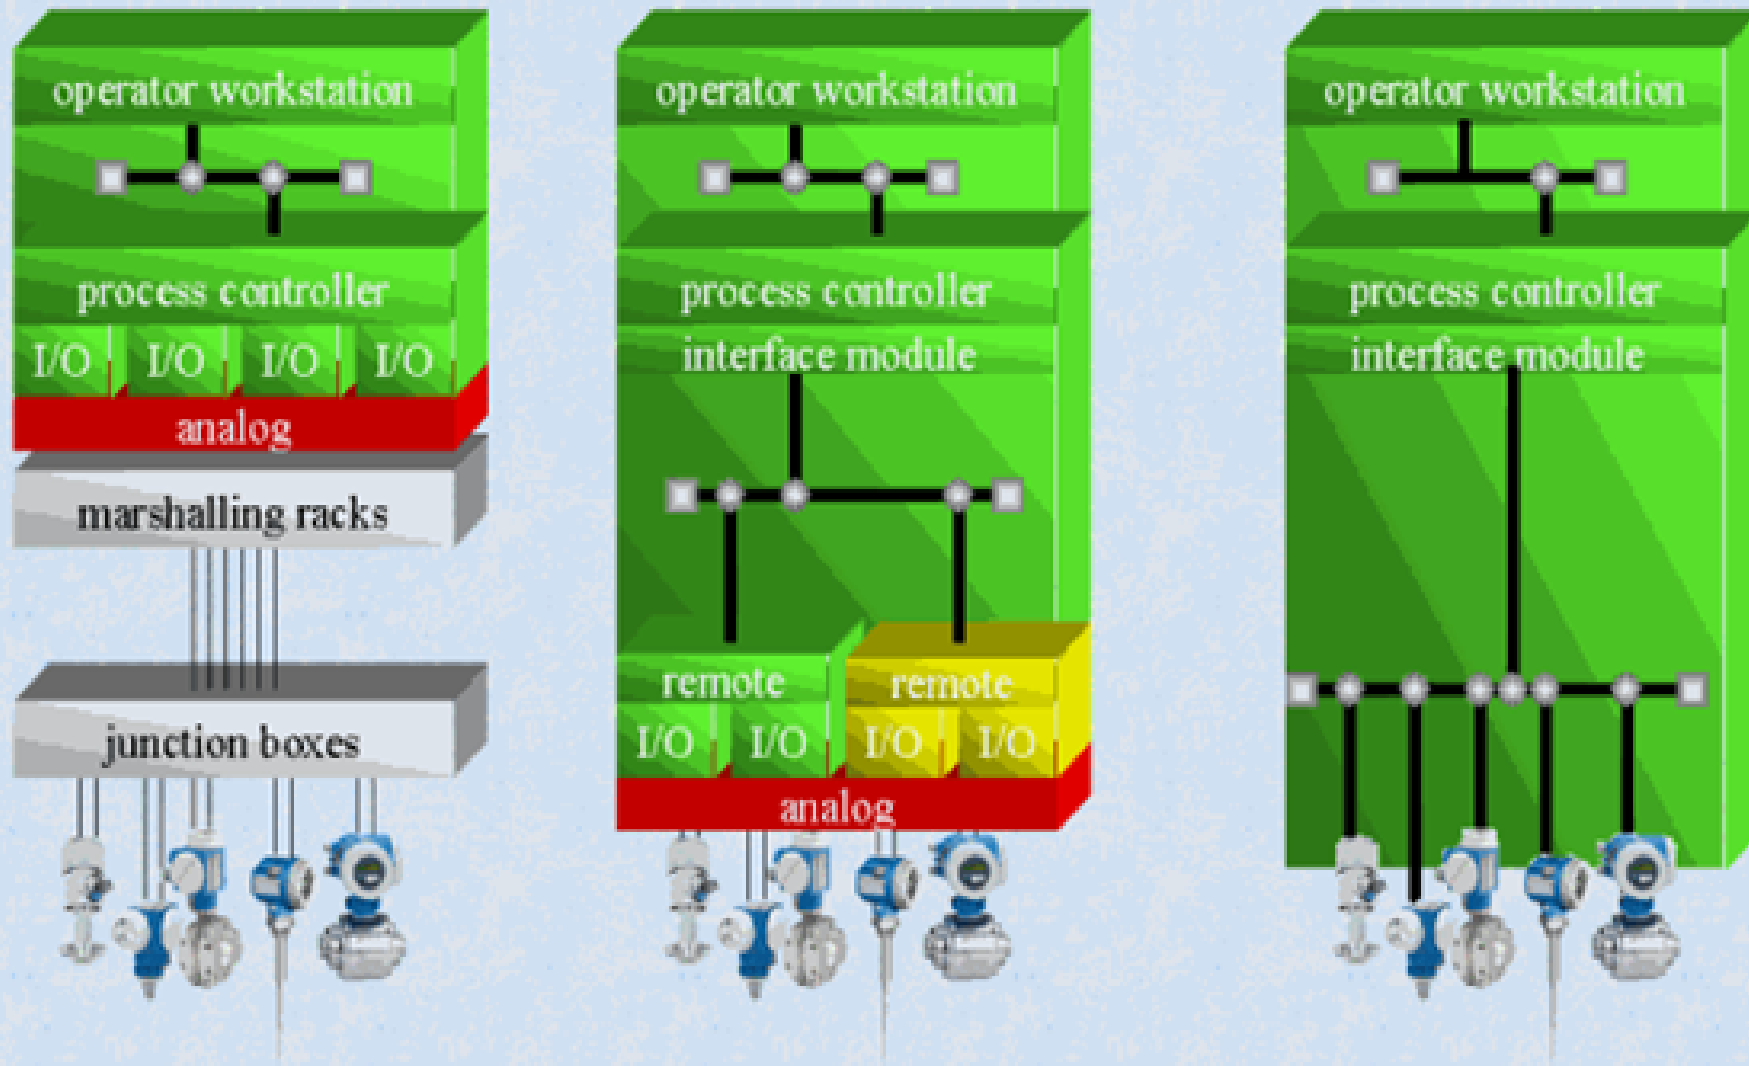 operator workstation
process controller
I/O I/O I/O I/O
analog
marshalling racks
junction boxes
operator workstation
process controller
interface module
remote remote
I/O I/O I/O I/O
analog
operator workstation
process controller
interface module